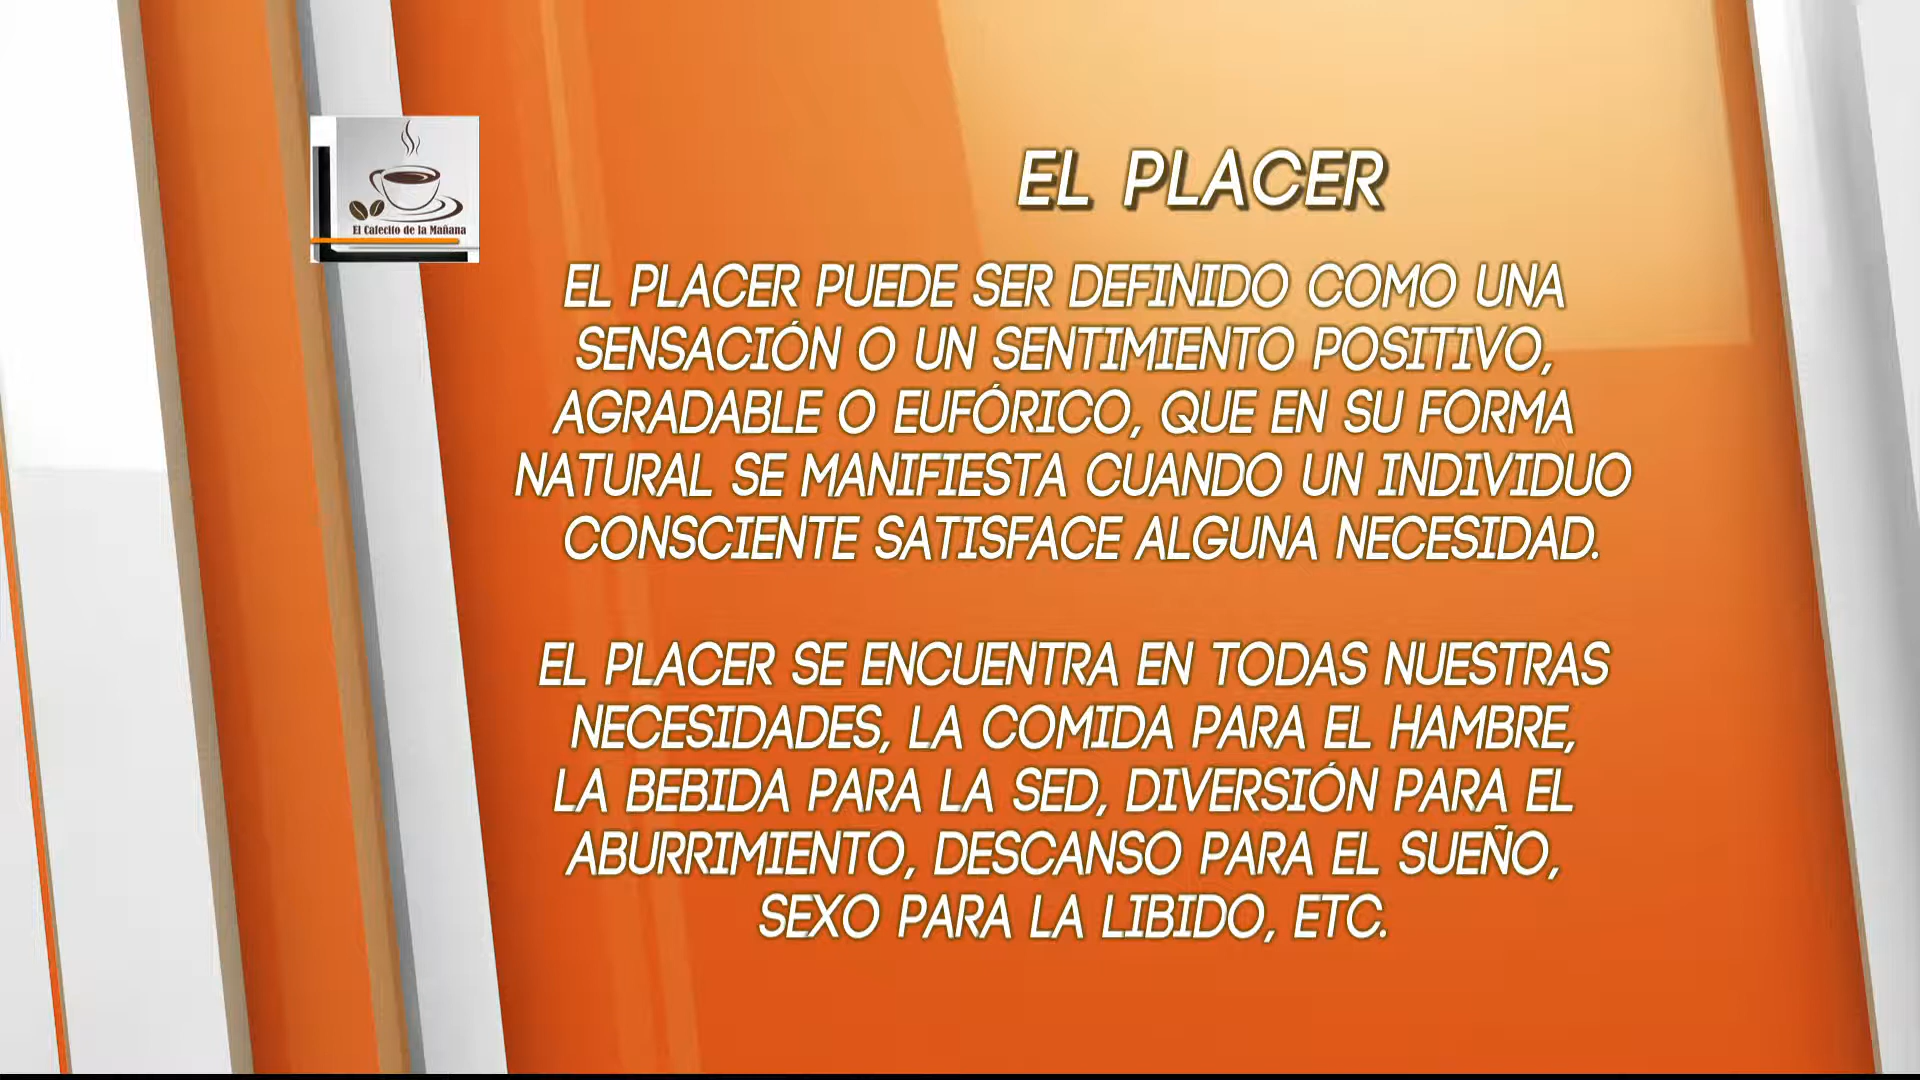 El Cafecito de la Mañana
EL PLACER
EL PLACER PUEDE SER DEFINIDO COMO UNA
SENSACIÓN O UN SENTIMIENTO POSITIVO,
AGRADABLE O EUFÓRICO, QUE EN SU FORMA
NATURAL SE MANIFIESTA CUANDO UN INDIVIDUO
CONSCIENTE SATISFACE ALGUNA NECESIDAD.
EL PLACER SE ENCUENTRA EN TODAS NUESTRAS
NECESIDADES, LA COMIDA PARA EL HAMBRE,
LA BEBIDA PARA LA SED, DIVERSIÓN PARA EL
ABURRIMIENTO, DESCANSO PARA EL SUEÑO,
SEXO PARA LA LIBIDO, ETC.